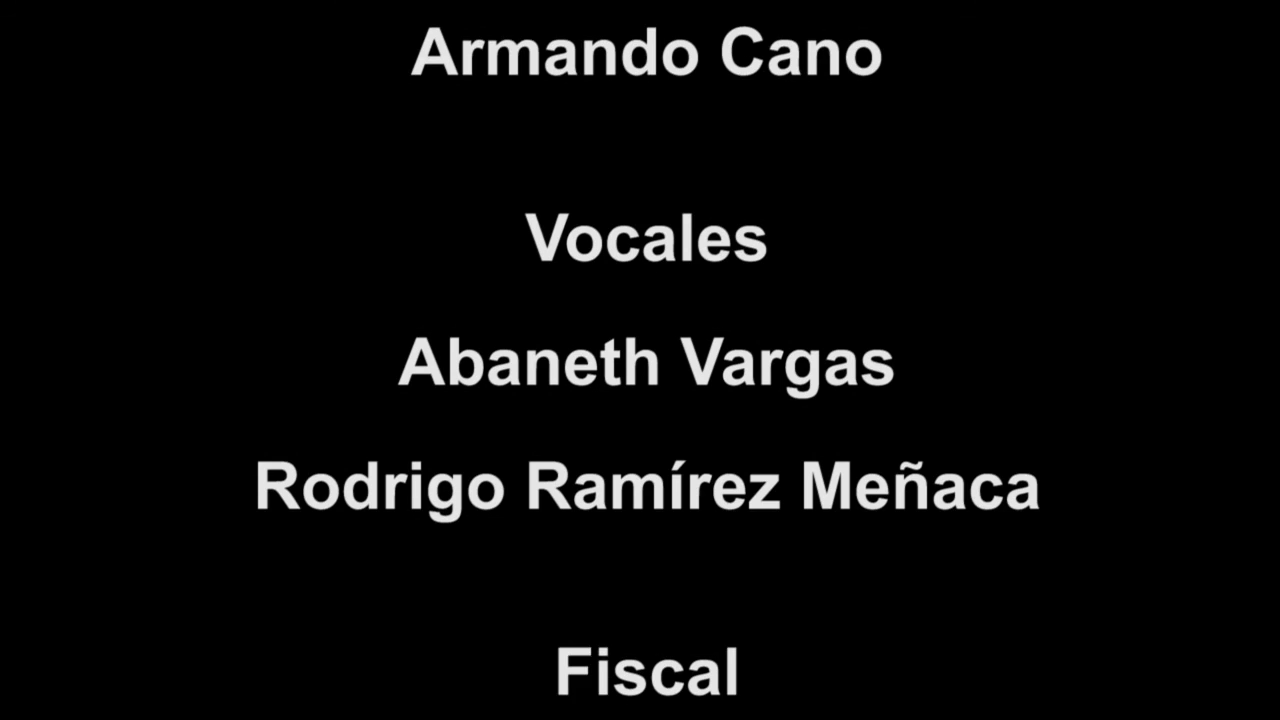 Armando Cano
Vocales
Abaneth Vargas
Rodrigo Ramírez Meñaca
Fiscal